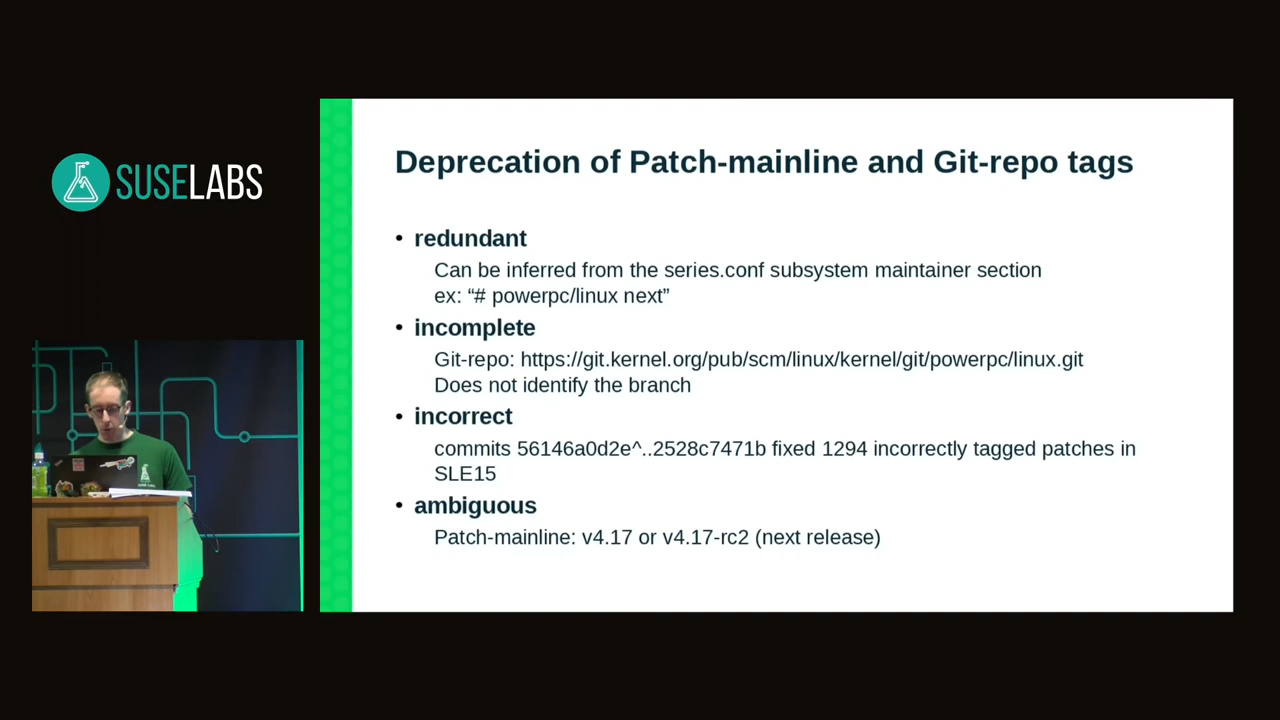 SUSELABS
Deprecation of Patch-mainline and Git-repo tags
• redundant
Can be inferred from the series.conf subsystem maintainer section
ex: “# powerpc/linux next”
• incomplete
Git-repo: https://git.kernel.org/pub/scm/linux/kernel/git/powerpc/linux.git
Does not identify the branch
• incorrect
commits 56146a0d2e^..2528c7471b fixed 1294 incorrectly tagged patches in
SLE15
• ambiguous
Patch-mainline: v4.17 or v4.17-rc2 (next release)